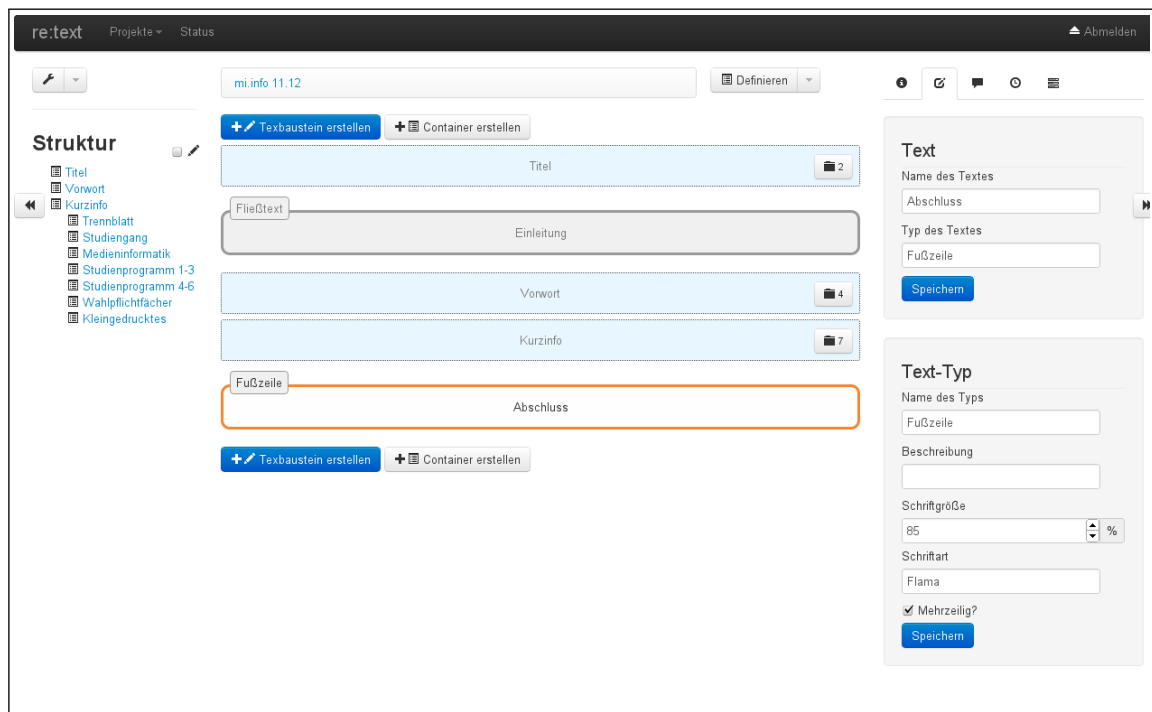 re:text Projekte Status Abmelden
mi.info 11.12 Definieren
Struktur
Titel
Vorwort
Kurzinfo
Trennblatt
Studiengang
Medieninformatik
Studienprogramm 1-3
Studienprogramm 4-6
Wahlpflichtfächer
Kleingedrucktes
Texbaustein erstellen Container erstellen
Titel 2
Fließtext
Einleitung
Vorwort 4
Kurzinfo 7
Fußzeile
Abschluss
Texbaustein erstellen Container erstellen
Text
Name des Textes
Abschluss
Typ des Textes
Fußzeile
Speichern
Text-Typ
Name des Typs
Fußzeile
Beschreibung
Schriftgröße
85 %
Schriftart
Flama
Mehrzeilig?
Speichern